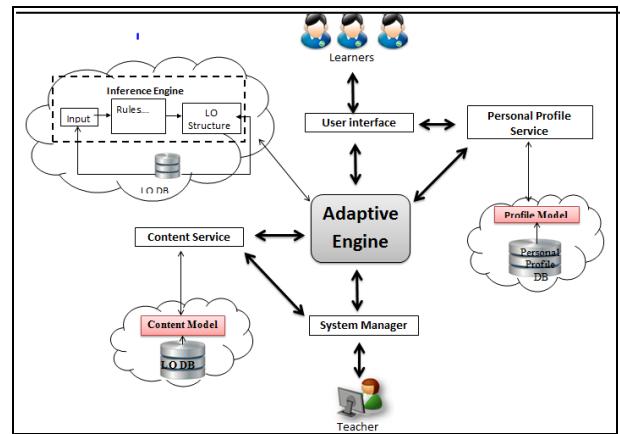 Learners
Inference Engine
Input
Rules...
LO
Structure
LO DB
User interface
Personal Profile
Service
Adaptive
Engine
Profile Model
Personal
Profile
DB
Content Service
Content Model
LO DB
System Manager
Teacher